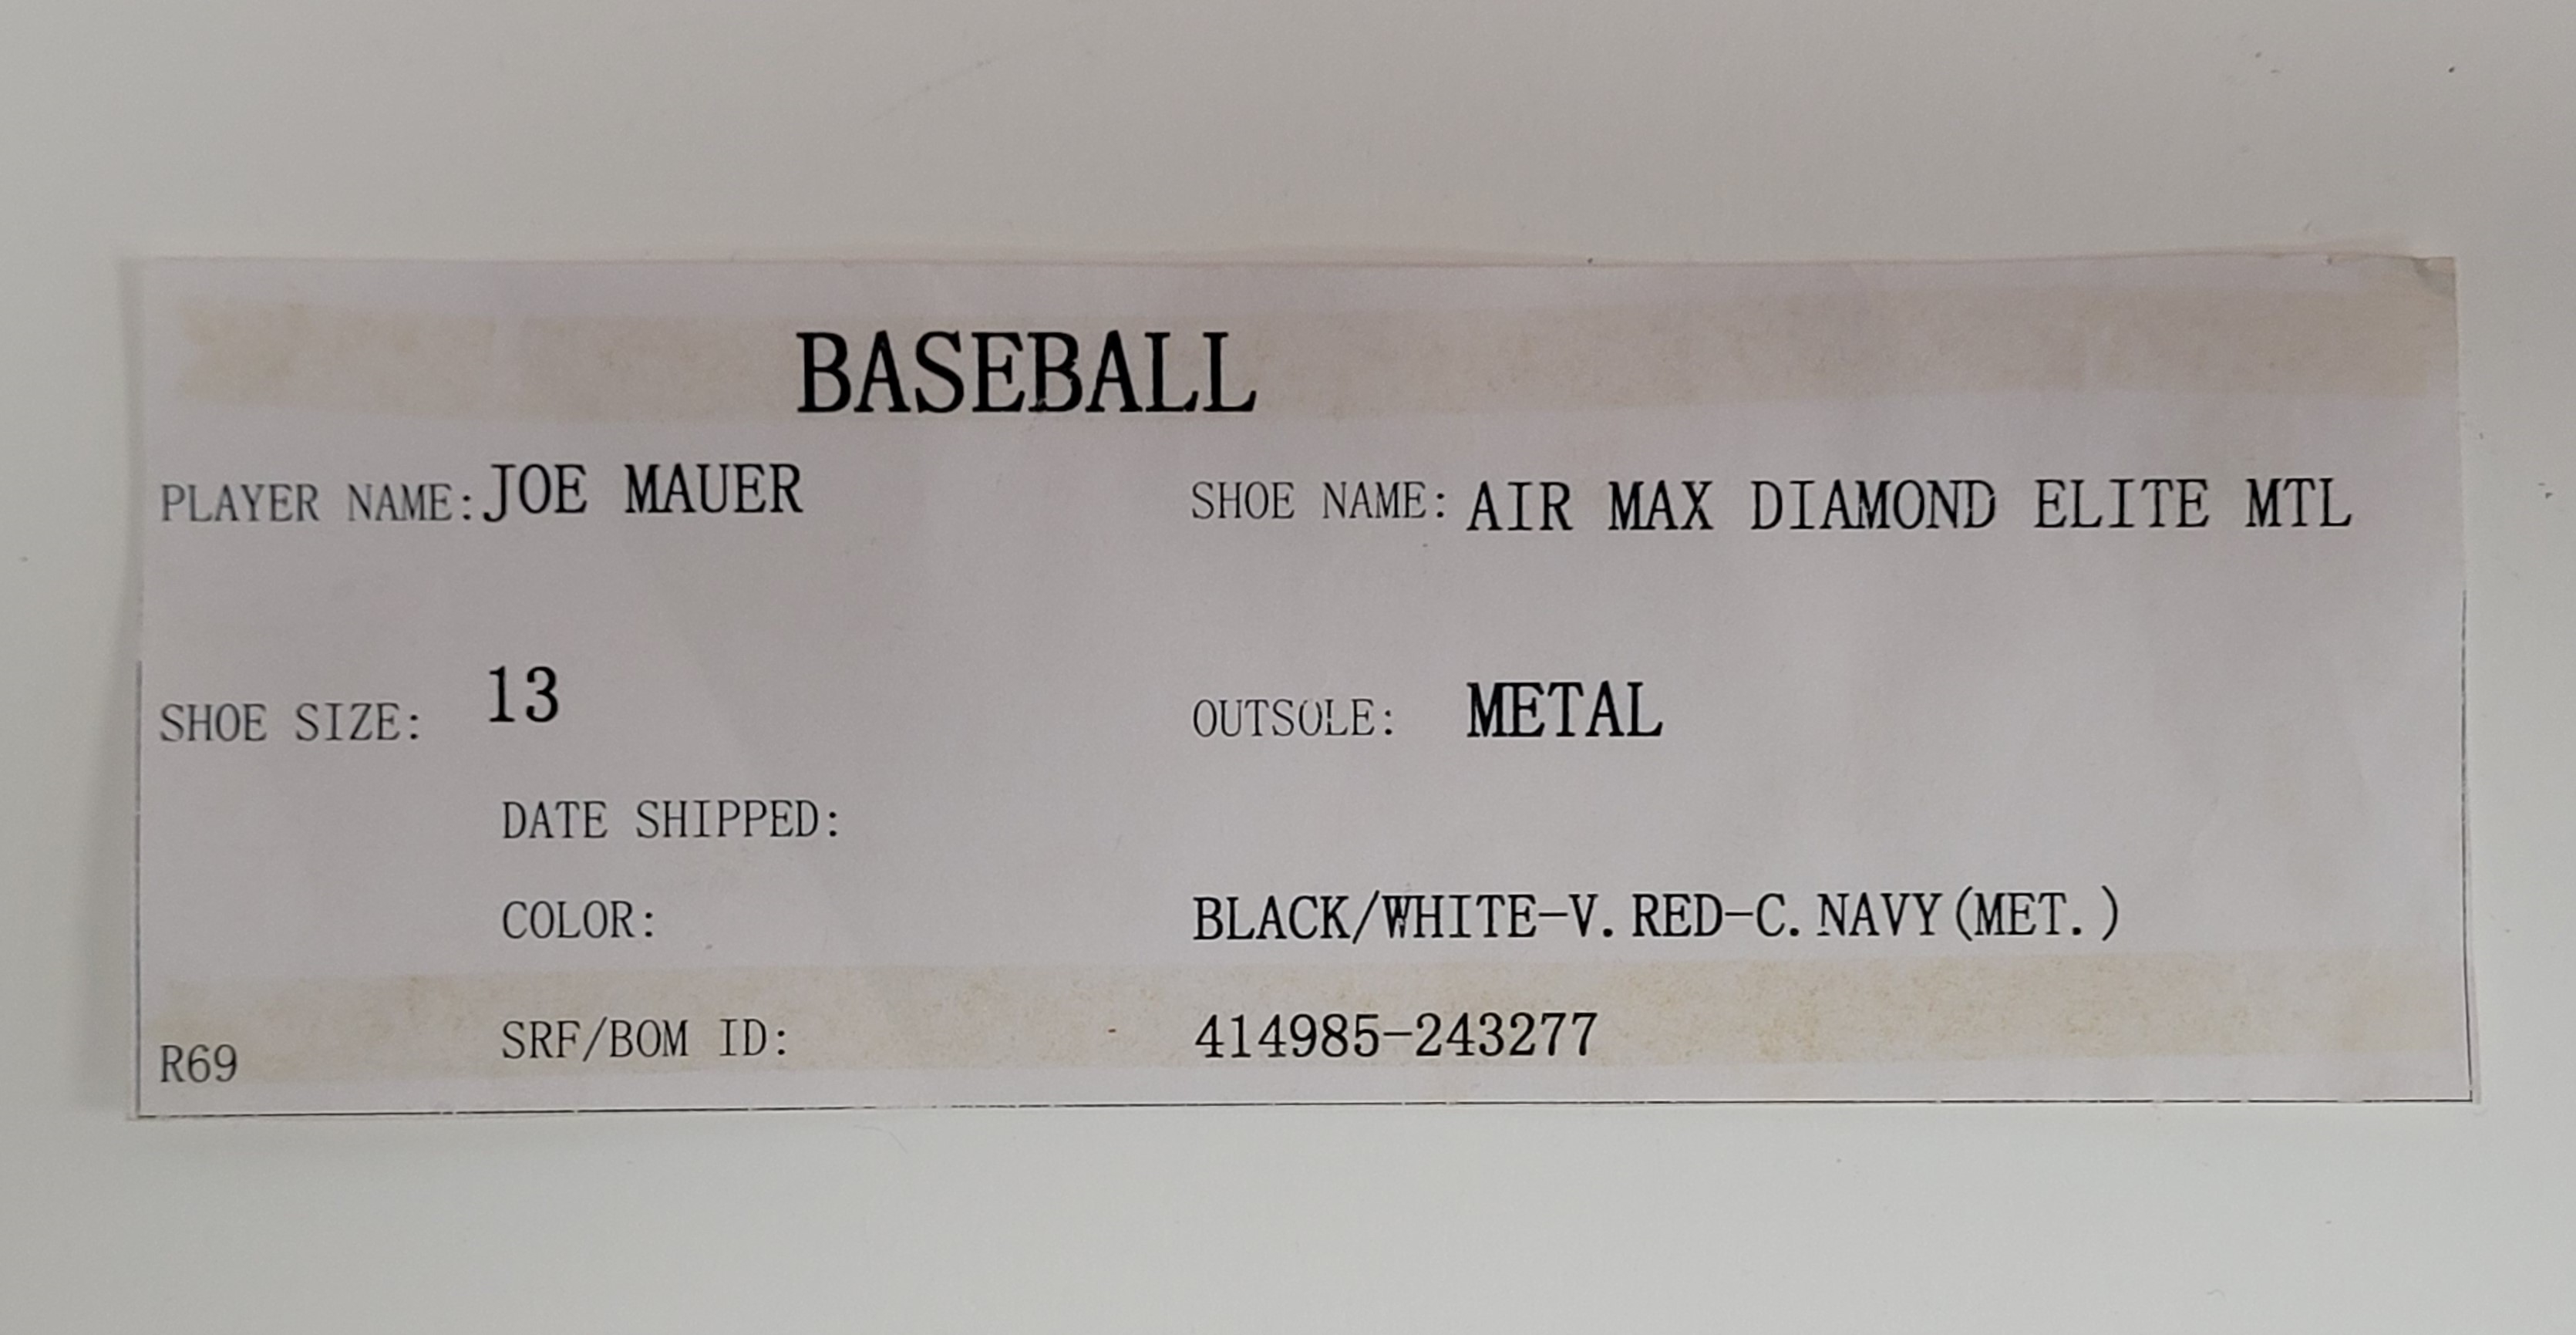 BASEBALL
PLAYER NAME: JOE MAUER SHOE NAME: AIR MAX DIAMOND ELITE MTL
SHOE SIZE: 13 OUTSOLE: METAL
DATE SHIPPED:
COLOR: BLACK/WHITE-V.RED-C.NAVY(MET.)
R69 SRF/BOM ID: 414985-243277